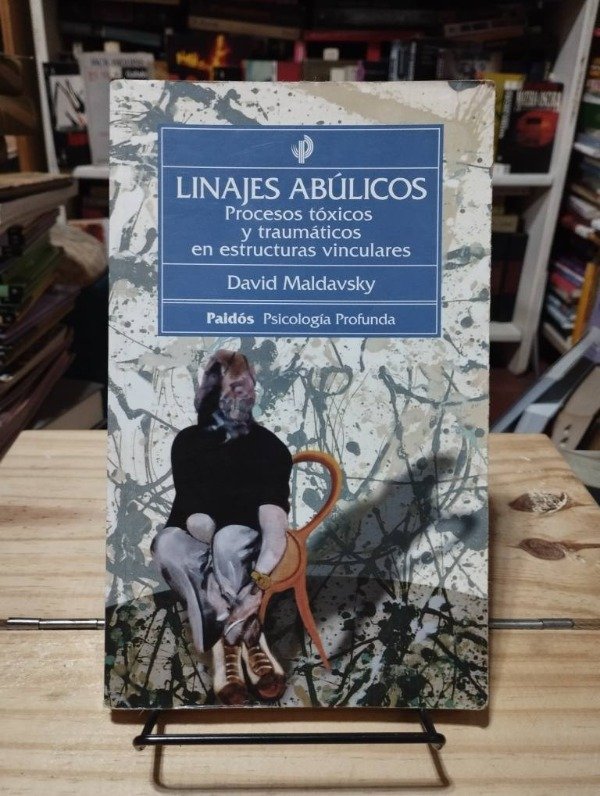 LINAJES ABÚLICOS
Procesos tóxicos
y traumáticos
en estructuras vinculares
David Maldavsky
Paidós Psicología Profunda